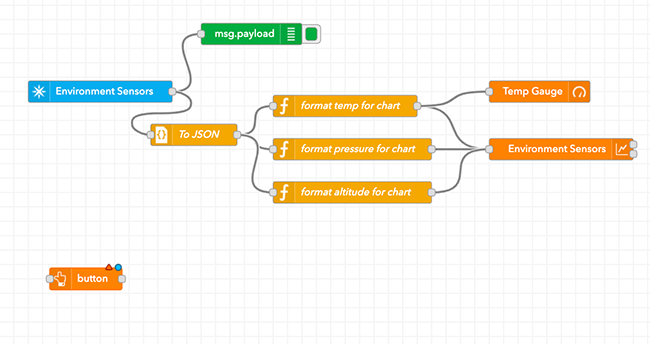 msg.payload
Environment Sensors
format temp for chart
Temp Gauge
To JSON
format pressure for chart
Environment Sensors
format altitude for chart
button